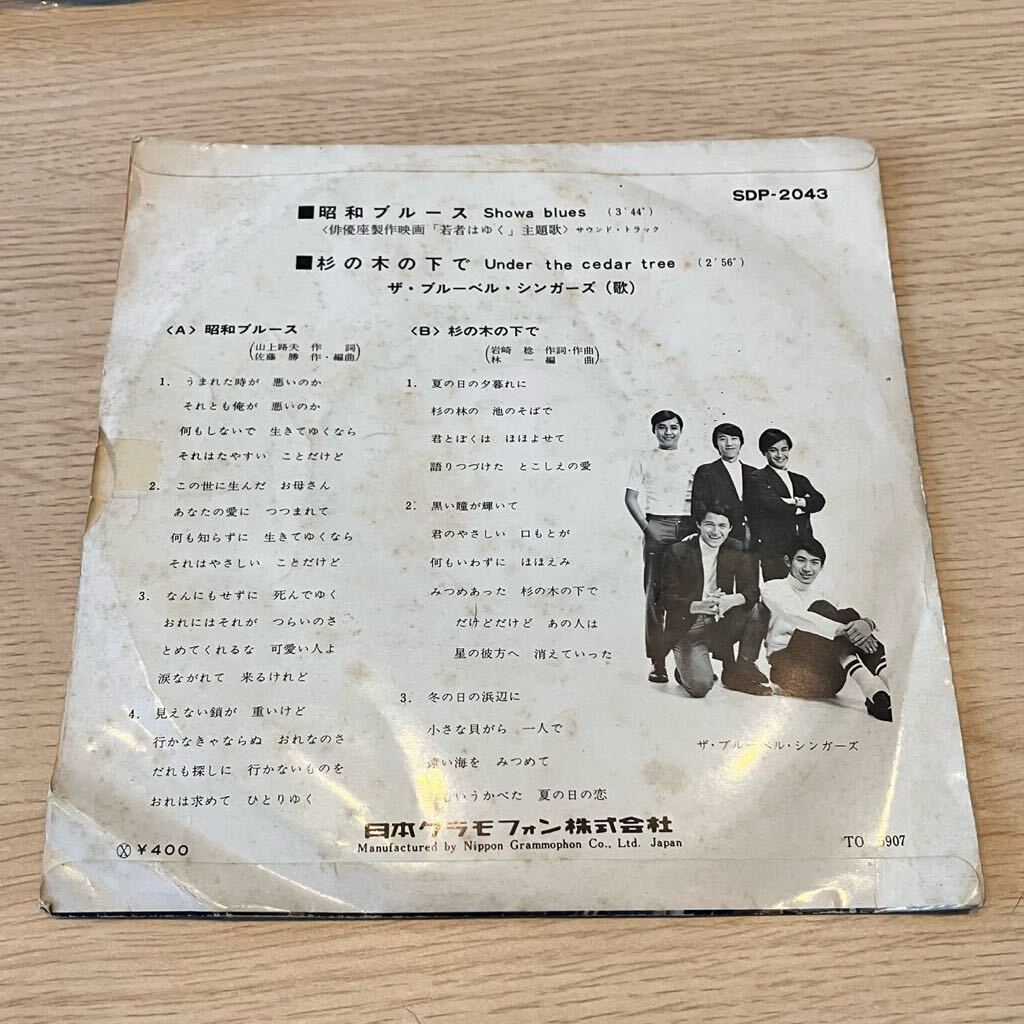 SDP-2043
■昭和ブルース Showa blues (3'44")
〈俳優座製作映画「若者はゆく」主題歌〉サウンド・トラック
■杉の木の下で Under the cedar tree (2'56")
ザ・ブルーベル・シンガーズ(歌)
〈A〉昭和ブルース
(山上路夫 作 詞
佐藤 勝 作・編曲)
1. うまれた時が 悪いのか
それとも俺が 悪いのか
何もしないで 生きてゆくなら
それはたやすい ことだけど
2. この世に生んだ お母さん
あなたの愛に つつまれて
何も知らずに 生きてゆくなら
それはやさしい ことだけど
3. なんにもせずに 死んでゆく
おれにはそれが つらいのさ
とめてくれるな 可愛い人よ
涙ながれて 来るけれど
4. 見えない鎖が 重いけど
行かなきゃならぬ おれなのさ
だれも探しに 行かないものを
おれは求めて ひとりゆく
〈B〉杉の木の下で
(岩崎 稔 作詞・作曲
林 一 編 曲)
1. 夏の日の夕暮れに
杉の林の 池のそばで
君とぼくは ほほよせて
語りつづけた とこしえの愛
2. 黒い瞳が輝いて
君のやさしい 口もとが
何もいわずに ほほえみ
みつめあった 杉の木の下で
だけどだけど あの人は
星の彼方へ 消えていった
3. 冬の日の浜辺に
小さな貝がら 一人で
遠い海を みつめて
いうかべた 夏の日の恋
ザ・ブルーベル・シンガーズ
日本グラモフォン株式会社
Manufactured by Nippon Grammophon Co., Ltd. Japan
Ⓧ ¥400
TO 907